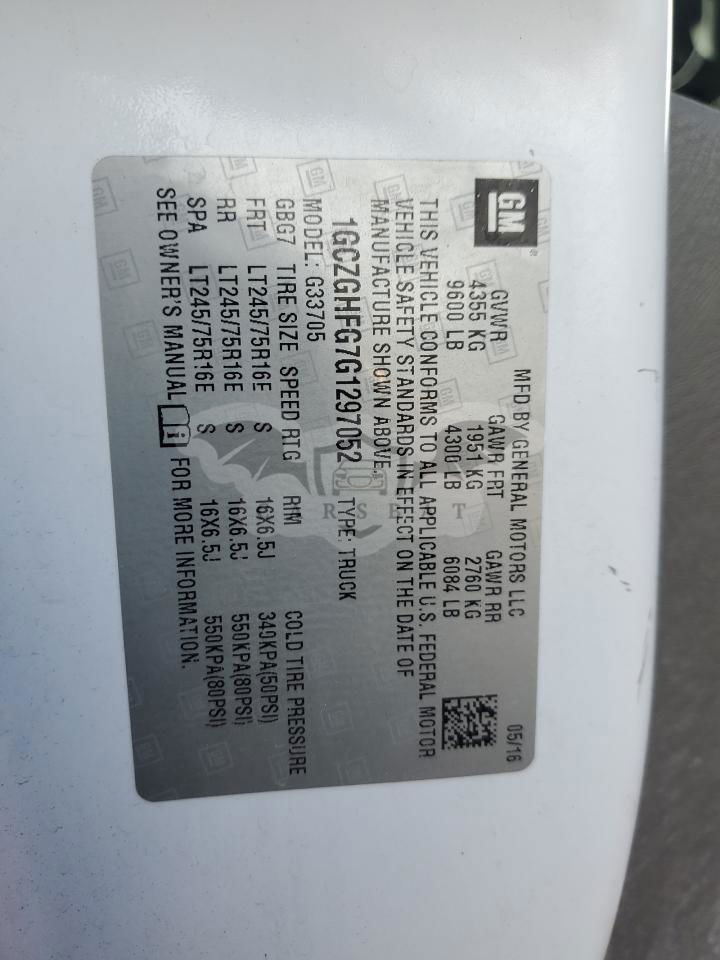 GM
MFD BY GENERAL MOTORS LLC 05/16
GVWR GAWR FRT GAWR RR
4355 KG 1951 KG 2760 KG
9600 LB 4300 LB 6084 LB
THIS VEHICLE CONFORMS TO ALL APPLICABLE U.S. FEDERAL MOTOR
VEHICLE SAFETY STANDARDS IN EFFECT ON THE DATE OF
MANUFACTURE SHOWN ABOVE.
1GCZGHFG7G1297052 TYPE: TRUCK
MODEL: G33705
GBG7 TIRE SIZE SPEED RTG RIM COLD TIRE PRESSURE
FRT LT245/75R16E S 16X6.5J 340KPA(50PSI)
RR LT245/75R16E S 16X6.5J 550KPA(80PSI)
SPA LT245/75R16E S 16X6.5J 550KPA(80PSI)
SEE OWNER'S MANUAL FOR MORE INFORMATION.